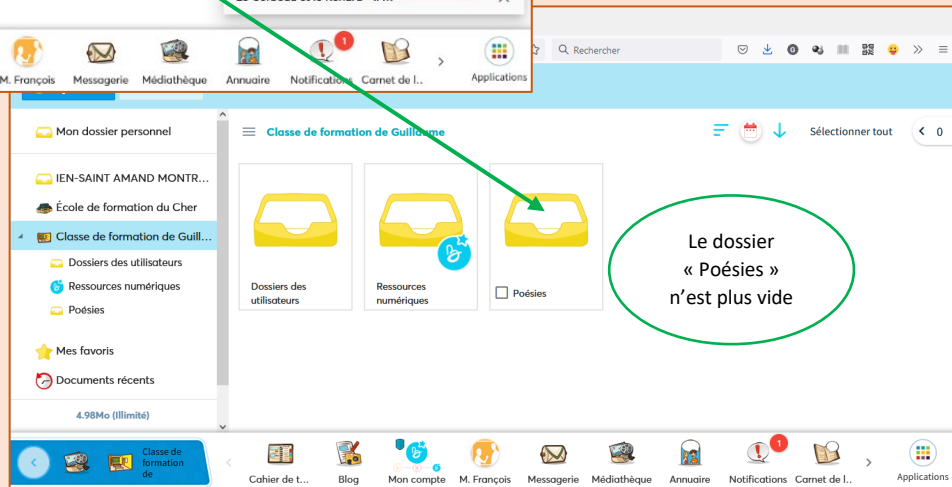 1
M. François Messagerie Médiathèque Annuaire Notifications Carnet de l.. Applications
Rechercher
Mon dossier personnel
Classe de formation de Guillaume
Sélectionner tout
0
IEN-SAINT AMAND MONTR...
École de formation du Cher
Classe de formation de Guill...
Dossiers des utilisateurs
Ressources numériques
Poésies
Mes favoris
Documents récents
4.98Mo (Illimité)
Dossiers des
utilisateurs
Ressources
numériques
Poésies
Le dossier
« Poésies »
n’est plus vide
Classe de
formation
de
1
Cahier de t... Blog Mon compte M. François Messagerie Médiathèque Annuaire Notifications Carnet de l.. Applications